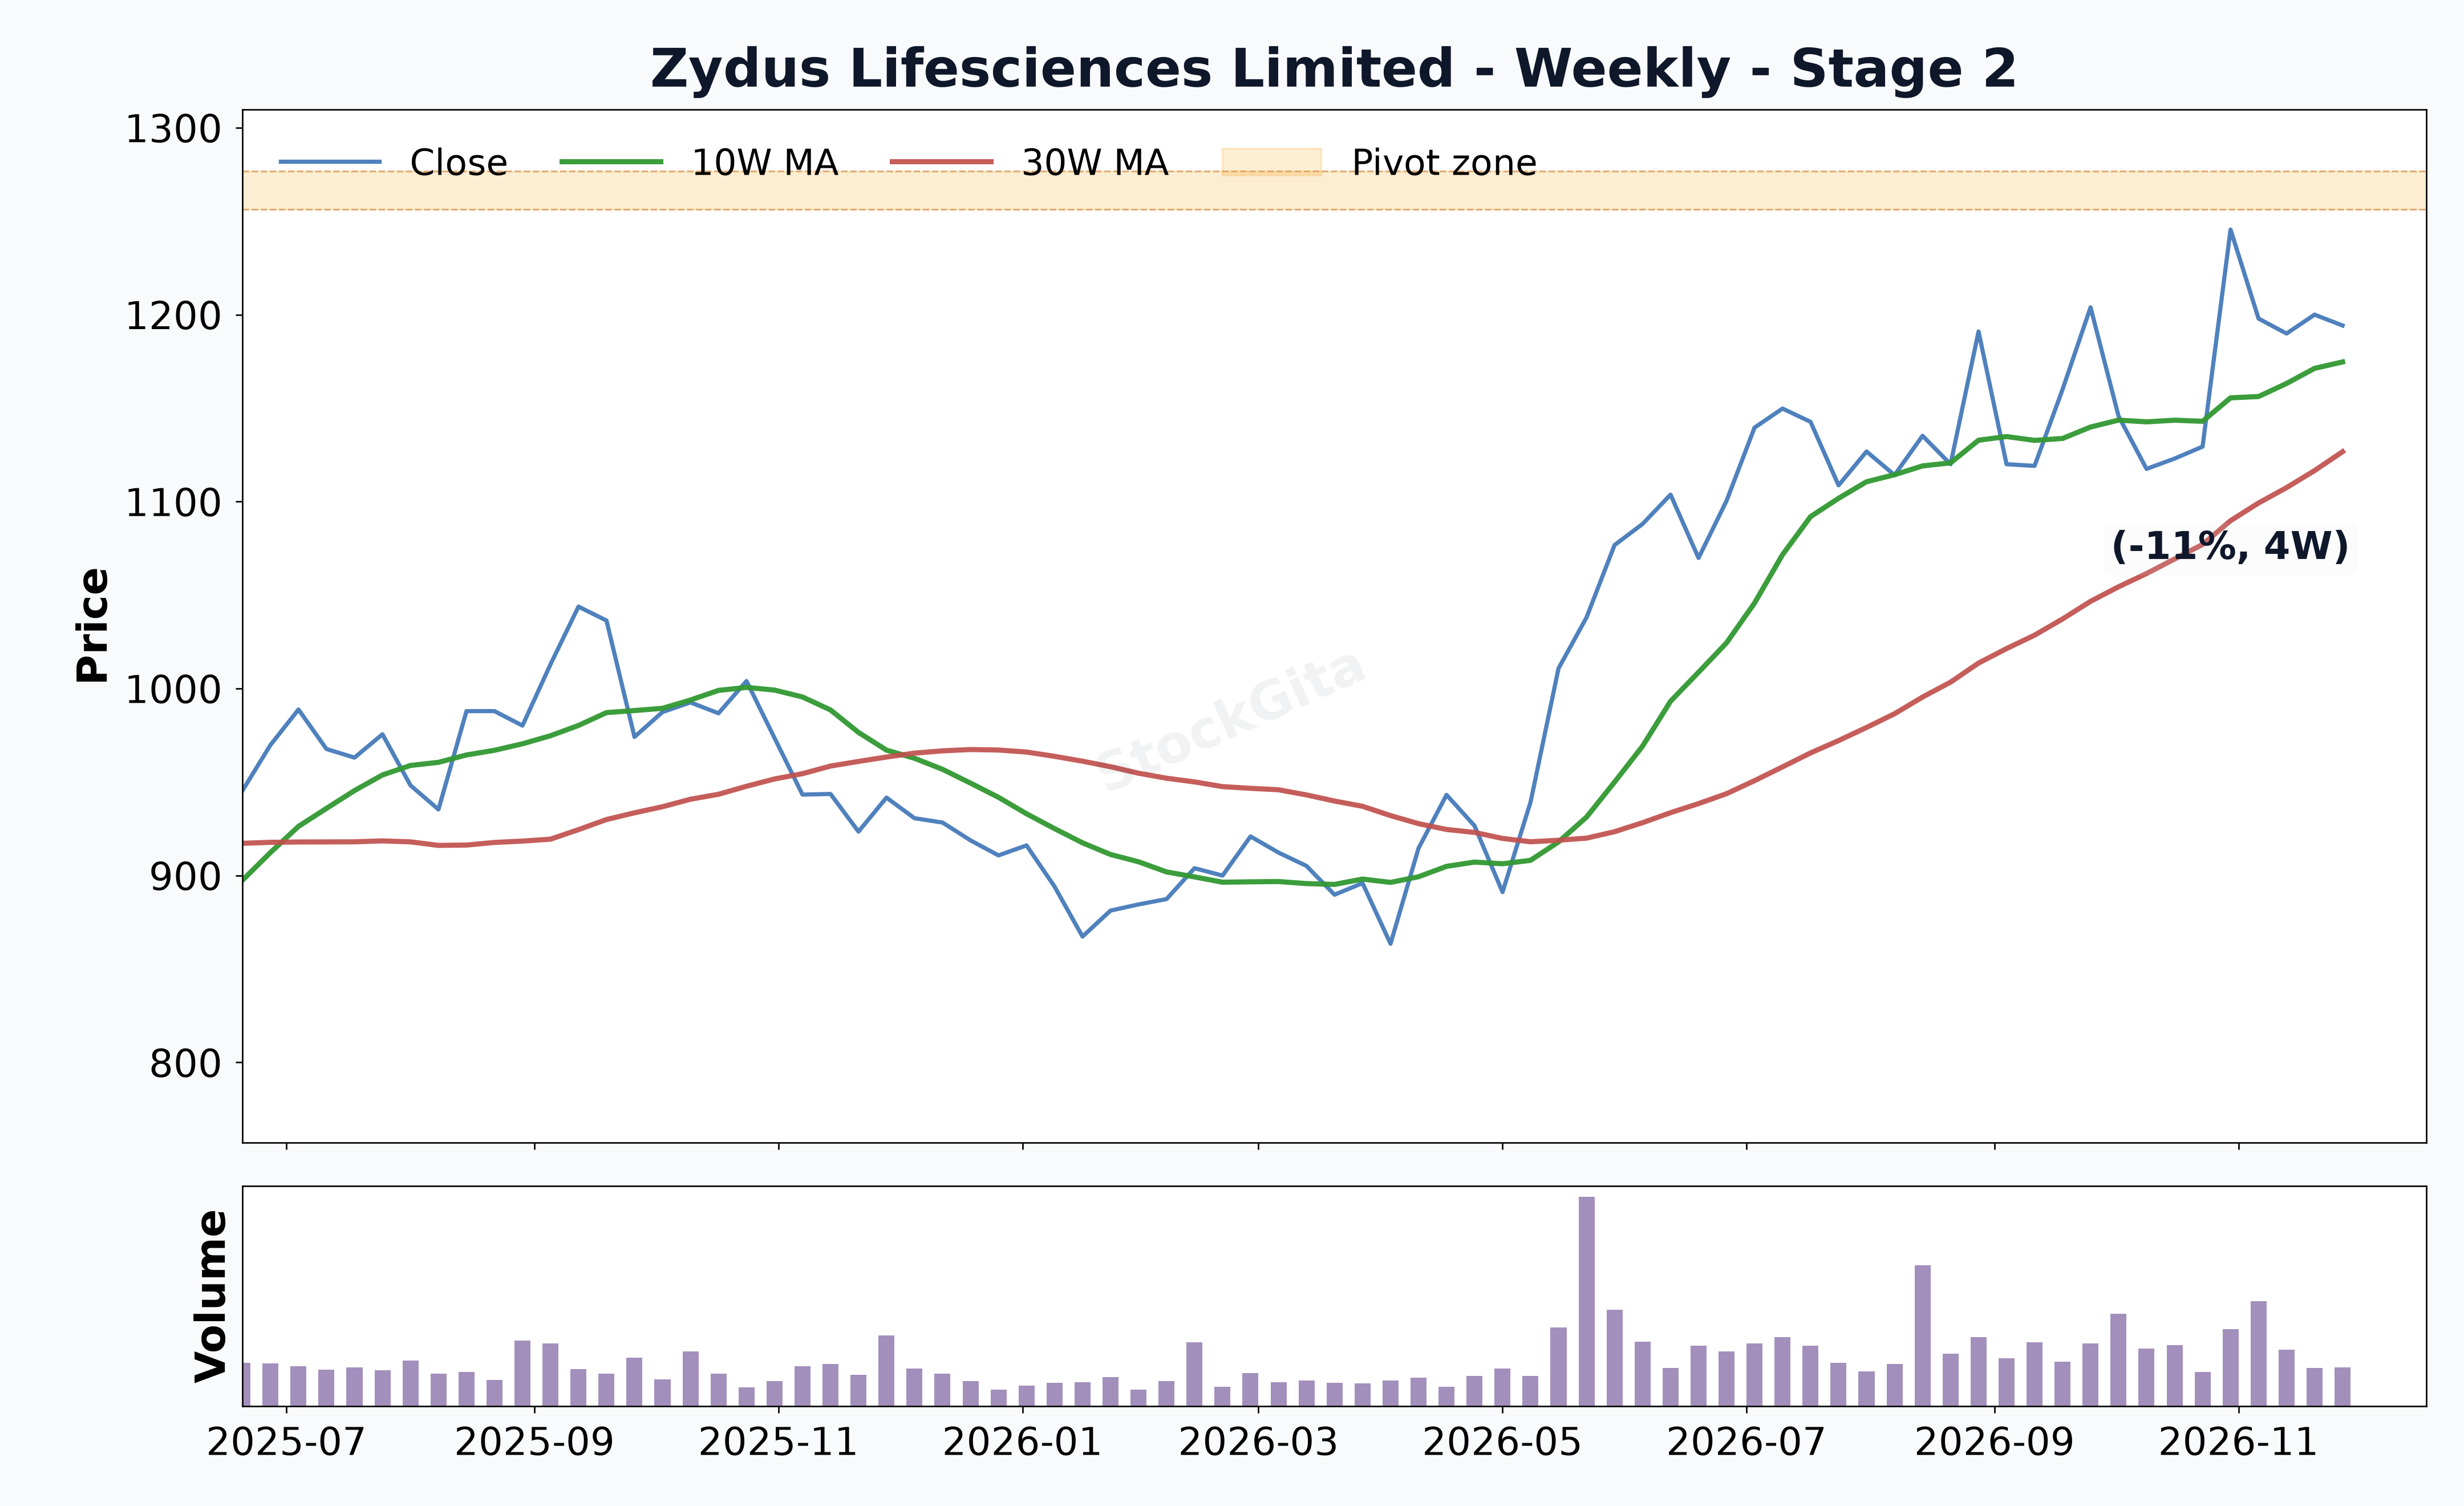 Zydus Lifesciences Limited - Weekly - Stage 2
1300
1200
1100
1000
900
800
Price
Close
10W MA
30W MA
Pivot zone
(-11%, 4W)
StockGita
Volume
2025-07
2025-09
2025-11
2026-01
2026-03
2026-05
2026-07
2026-09
2026-11